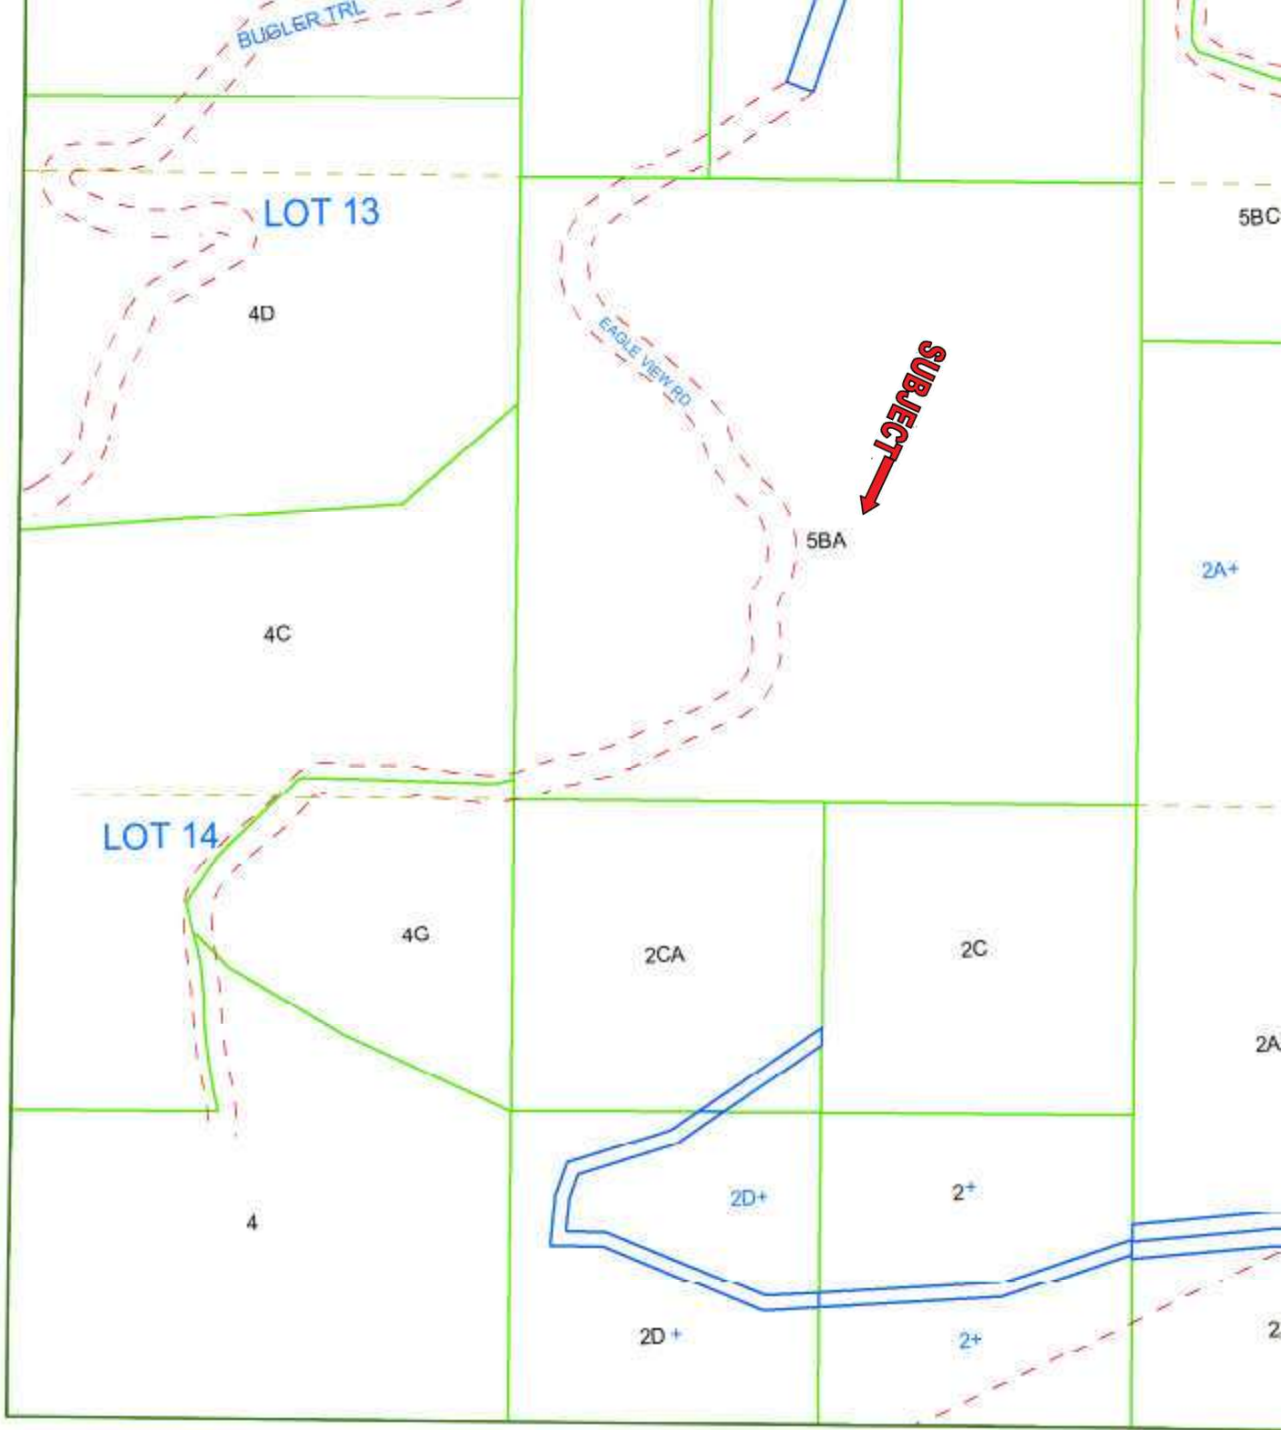 BUGLER TRL
LOT 13
5BC
4D
EAGLE VIEW RD
SUBJECT
5BA
2A+
4C
LOT 14
4G
2CA
2C
2A
2D+
2+
4
2D +
2+
2